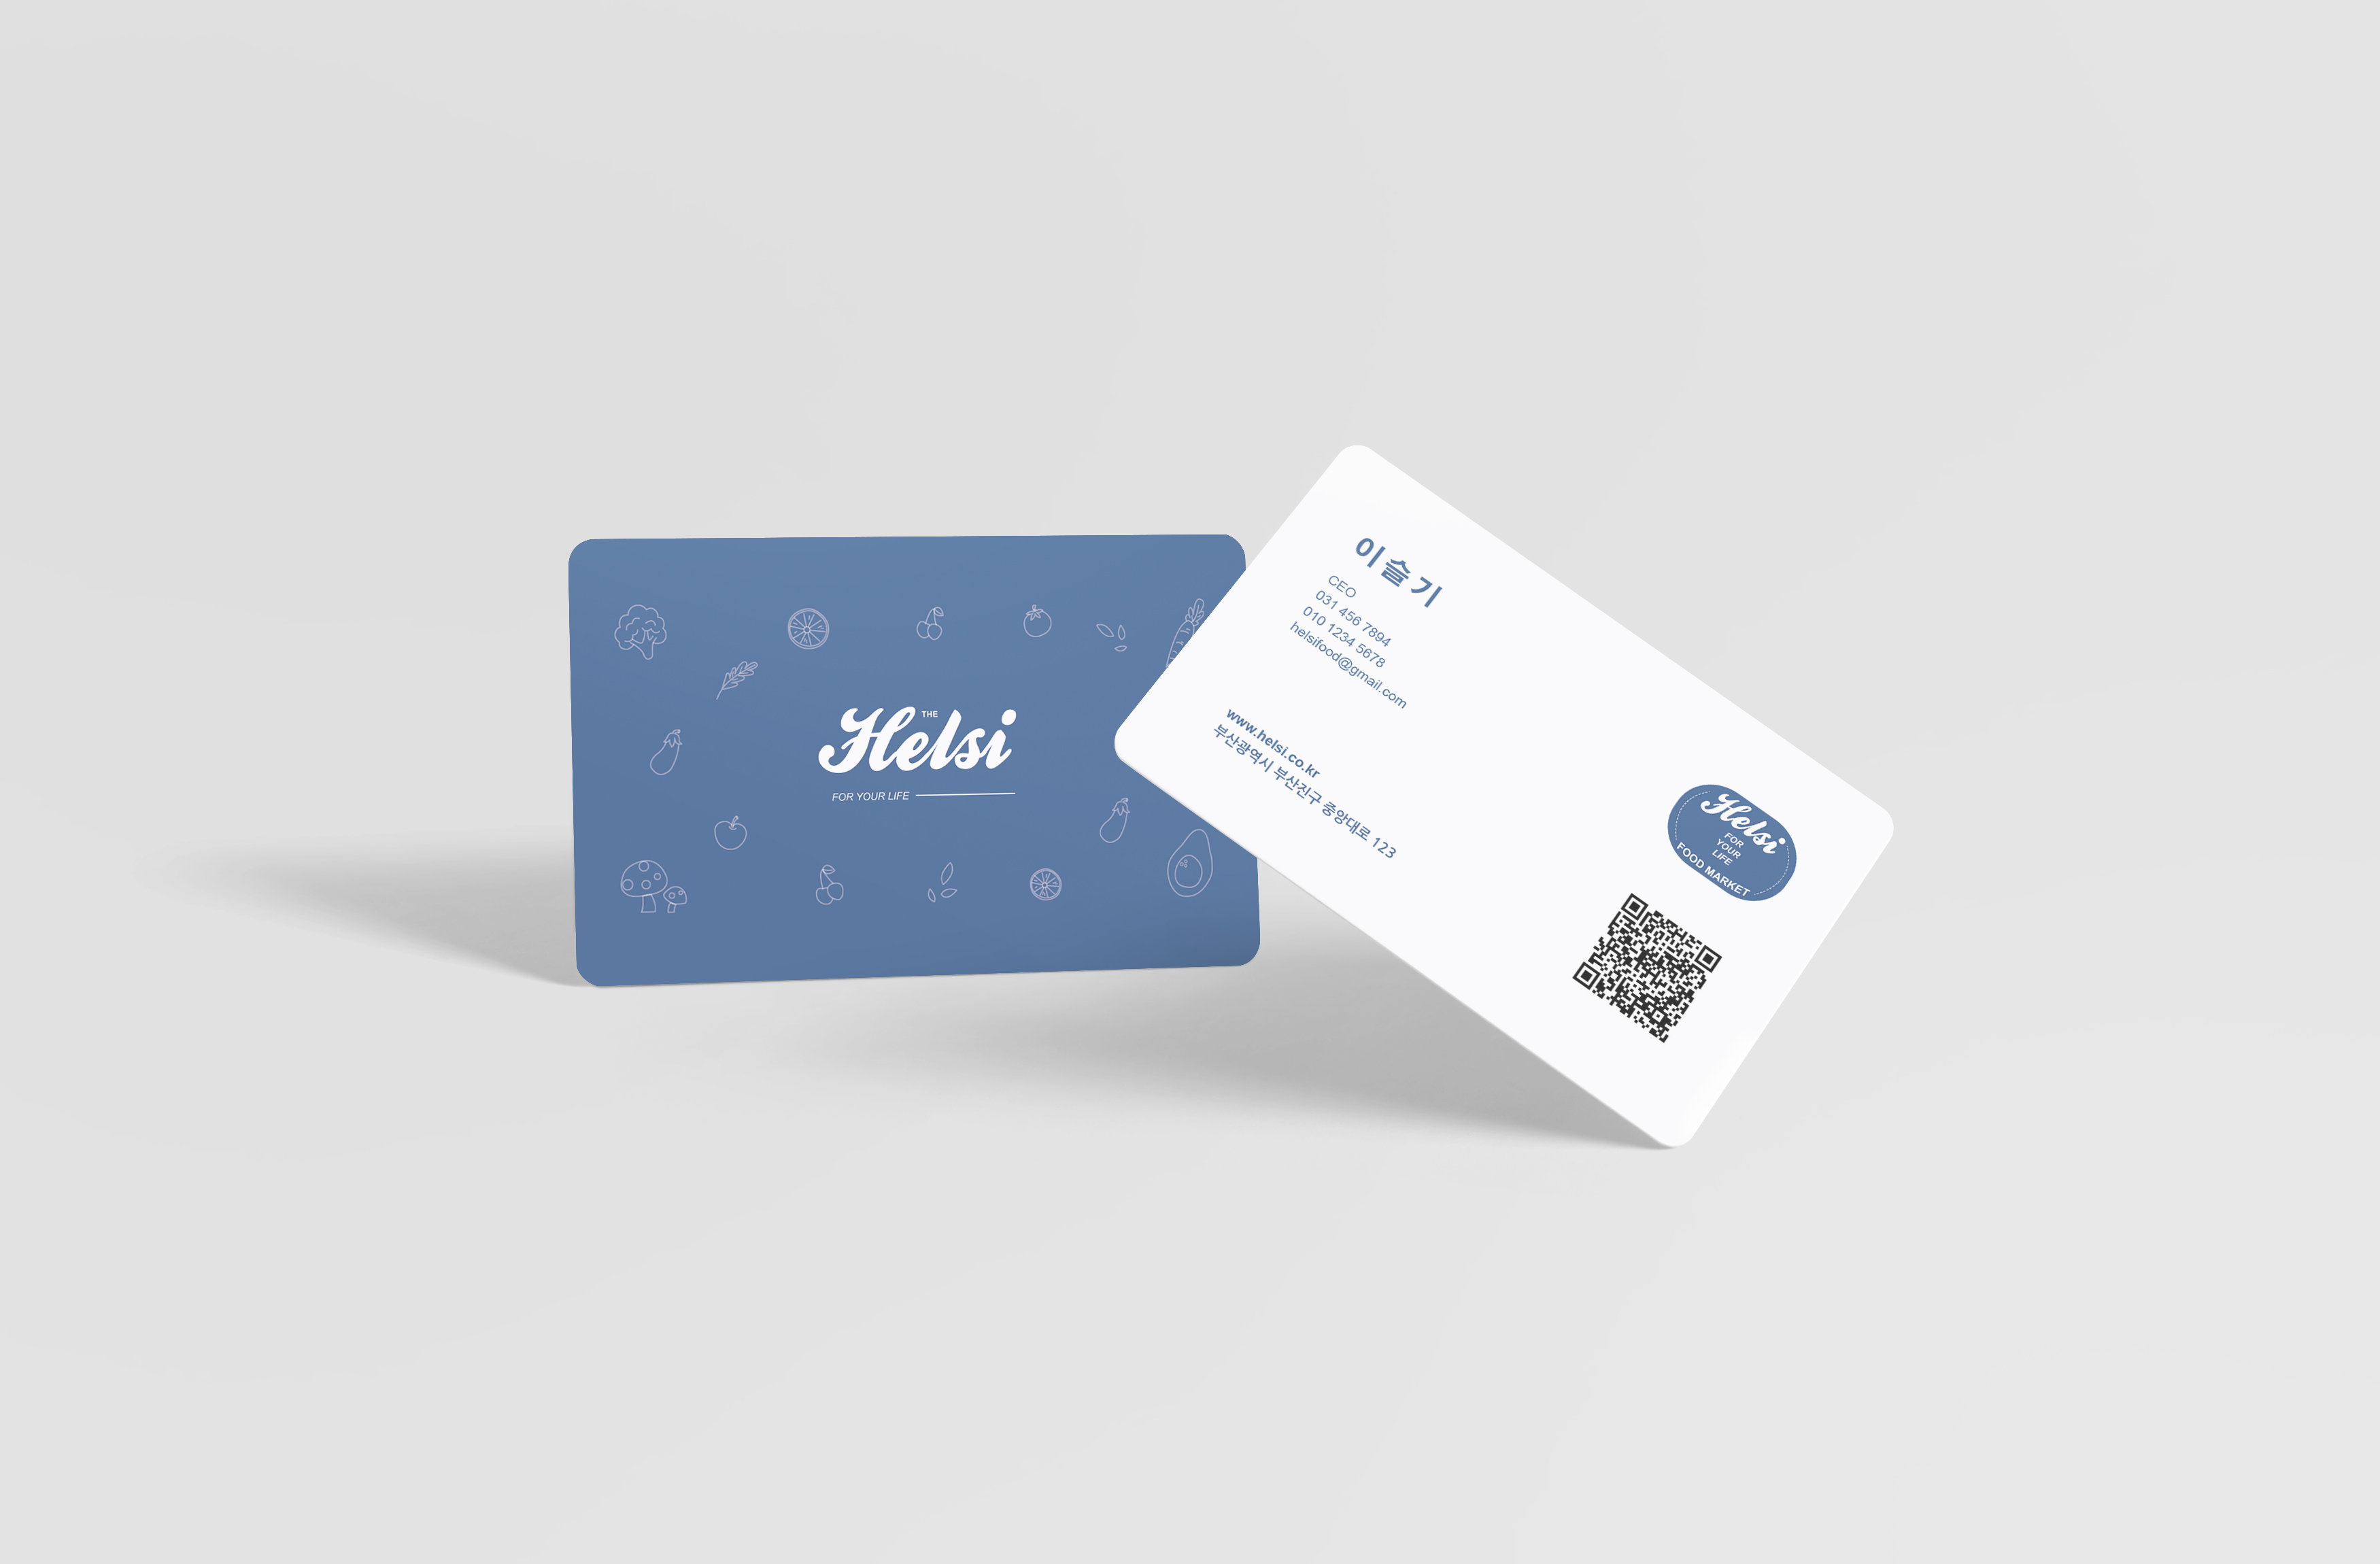 THE
Helsi
FOR YOUR LIFE
이슬기
CEO
031 456 7894
010 1234 5678
helsifood@gmail.com
www.helsi.co.kr
부산광역시 부산진구 중앙대로 123
Helsi
FOR
YOUR
LIFE
FOOD MARKET